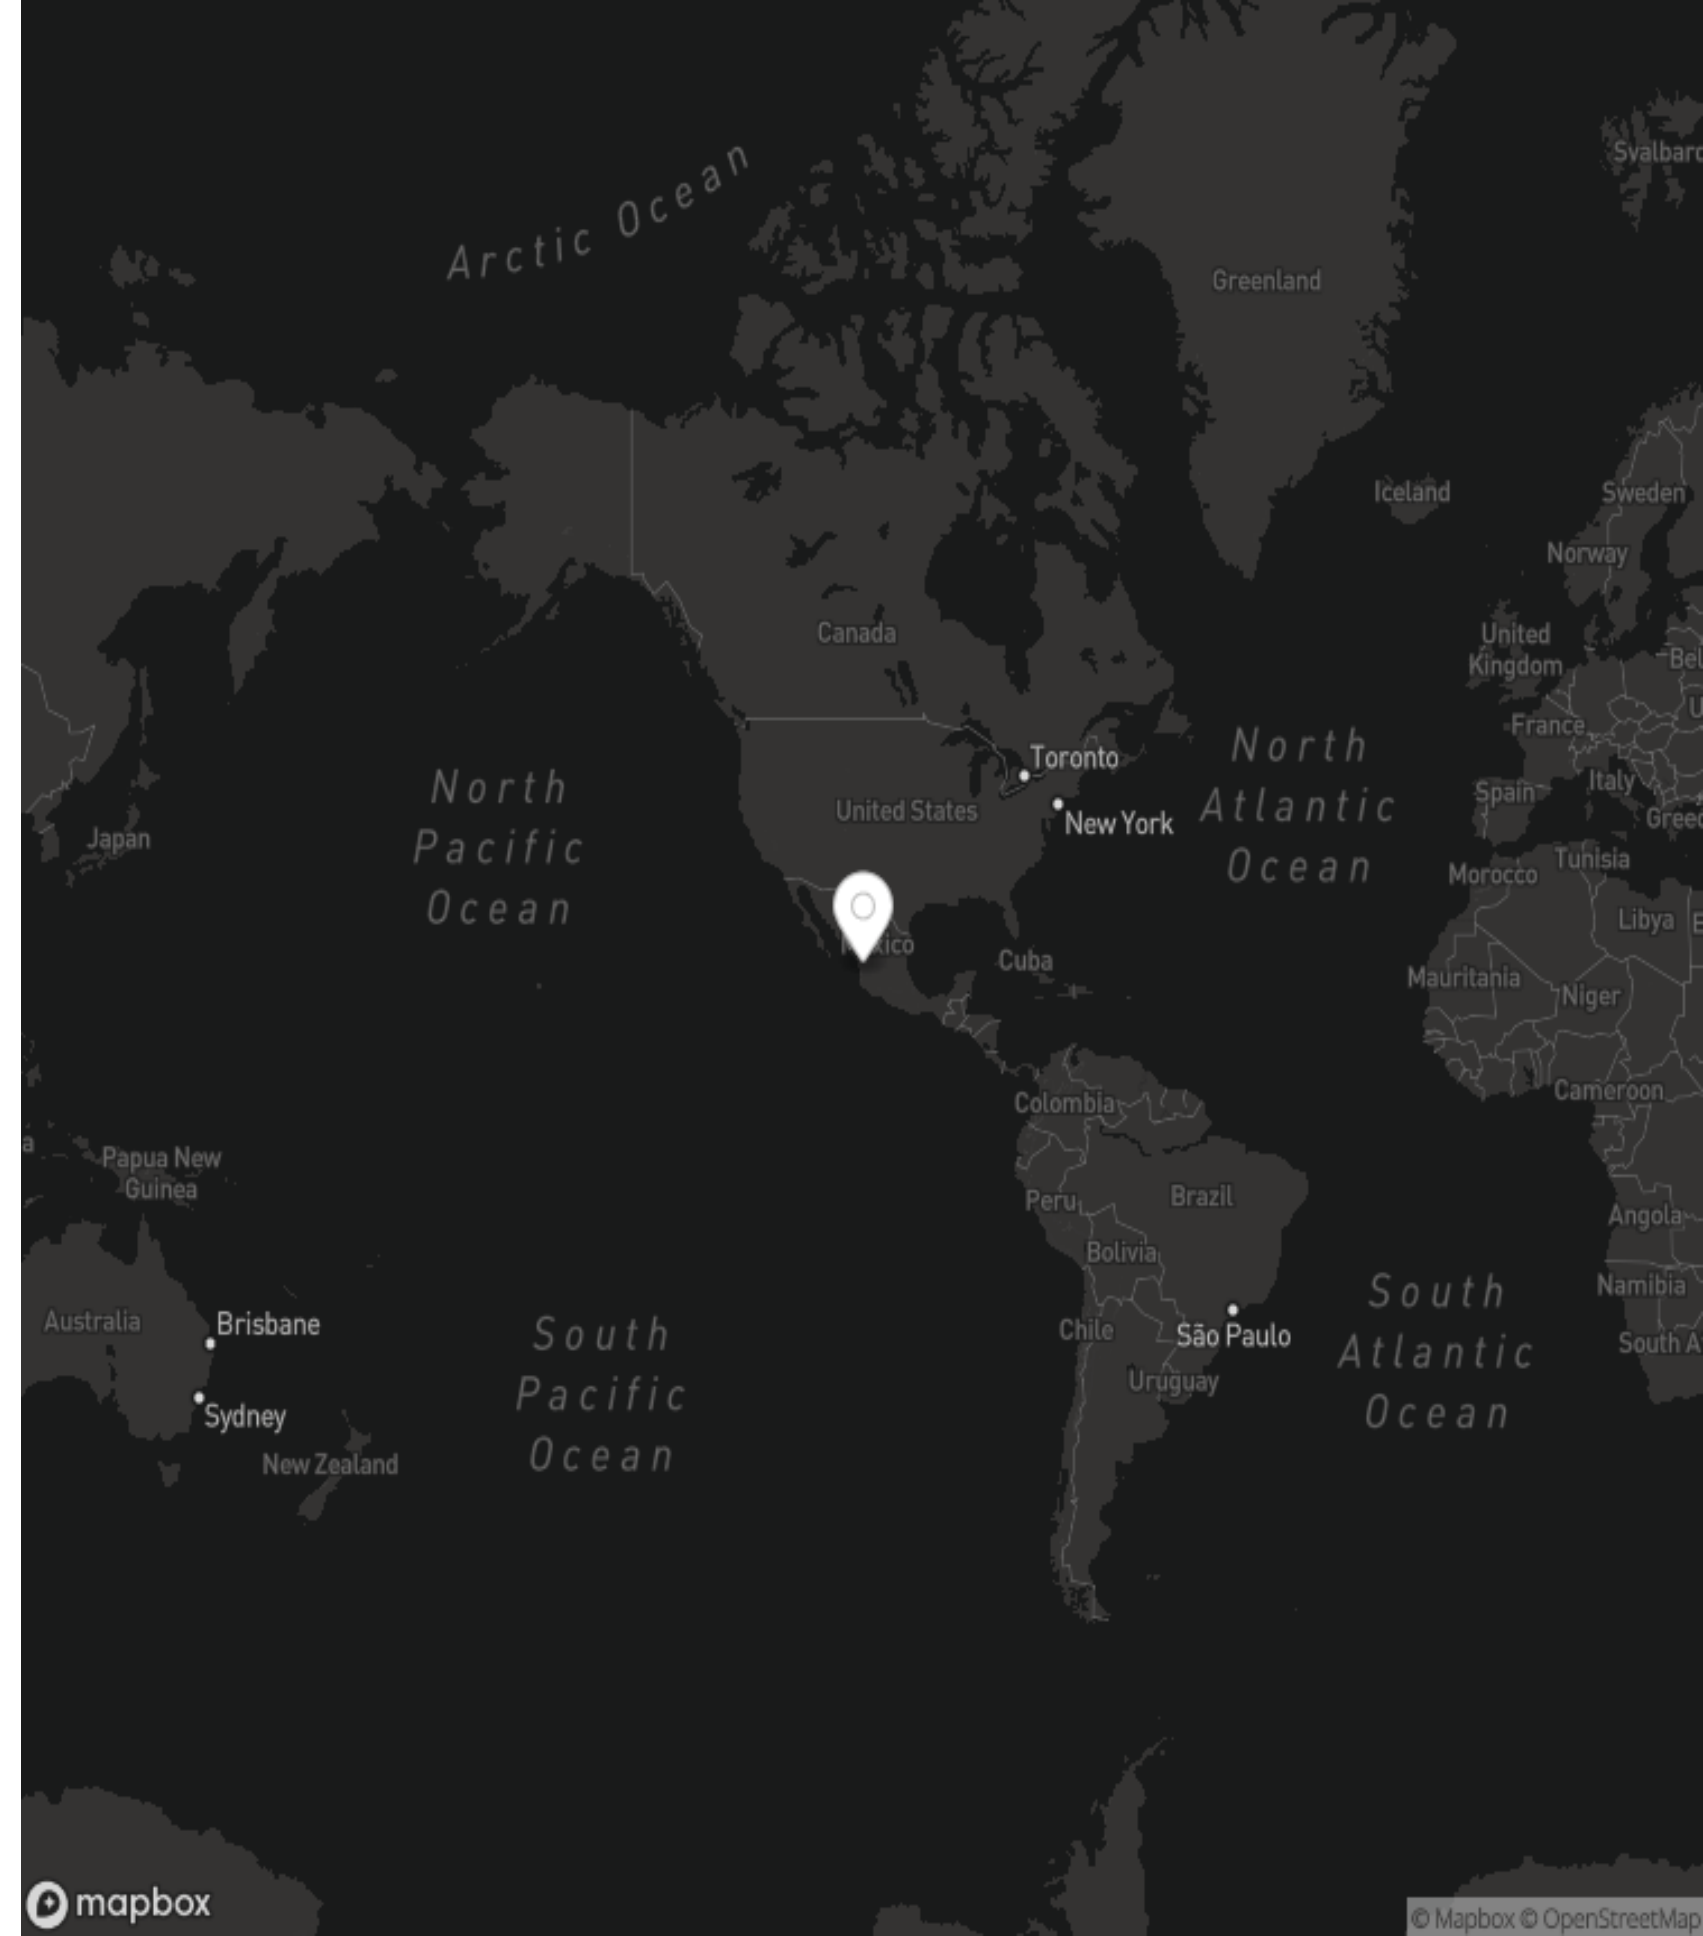 Svalbard
Arctic Ocean
Greenland
Iceland
Sweden
Norway
Canada
United
Kingdom
Bel
U
France
Toronto
North
Atlantic
Ocean
United States
New York
Italy
Spain
Greec
North
Pacific
Ocean
Japan
Tunisia
Morocco
Libya
E
Cuba
Mauritania
Niger
Colombia
Cameroon
a
Papua New
Guinea
Peru
Brazil
Angola
Bolivia
Namibia
South
Atlantic
Ocean
Australia
Brisbane
South
Pacific
Ocean
Chile
São Paulo
South A
Uruguay
Sydney
New Zealand
mapbox
© Mapbox © OpenStreetMap